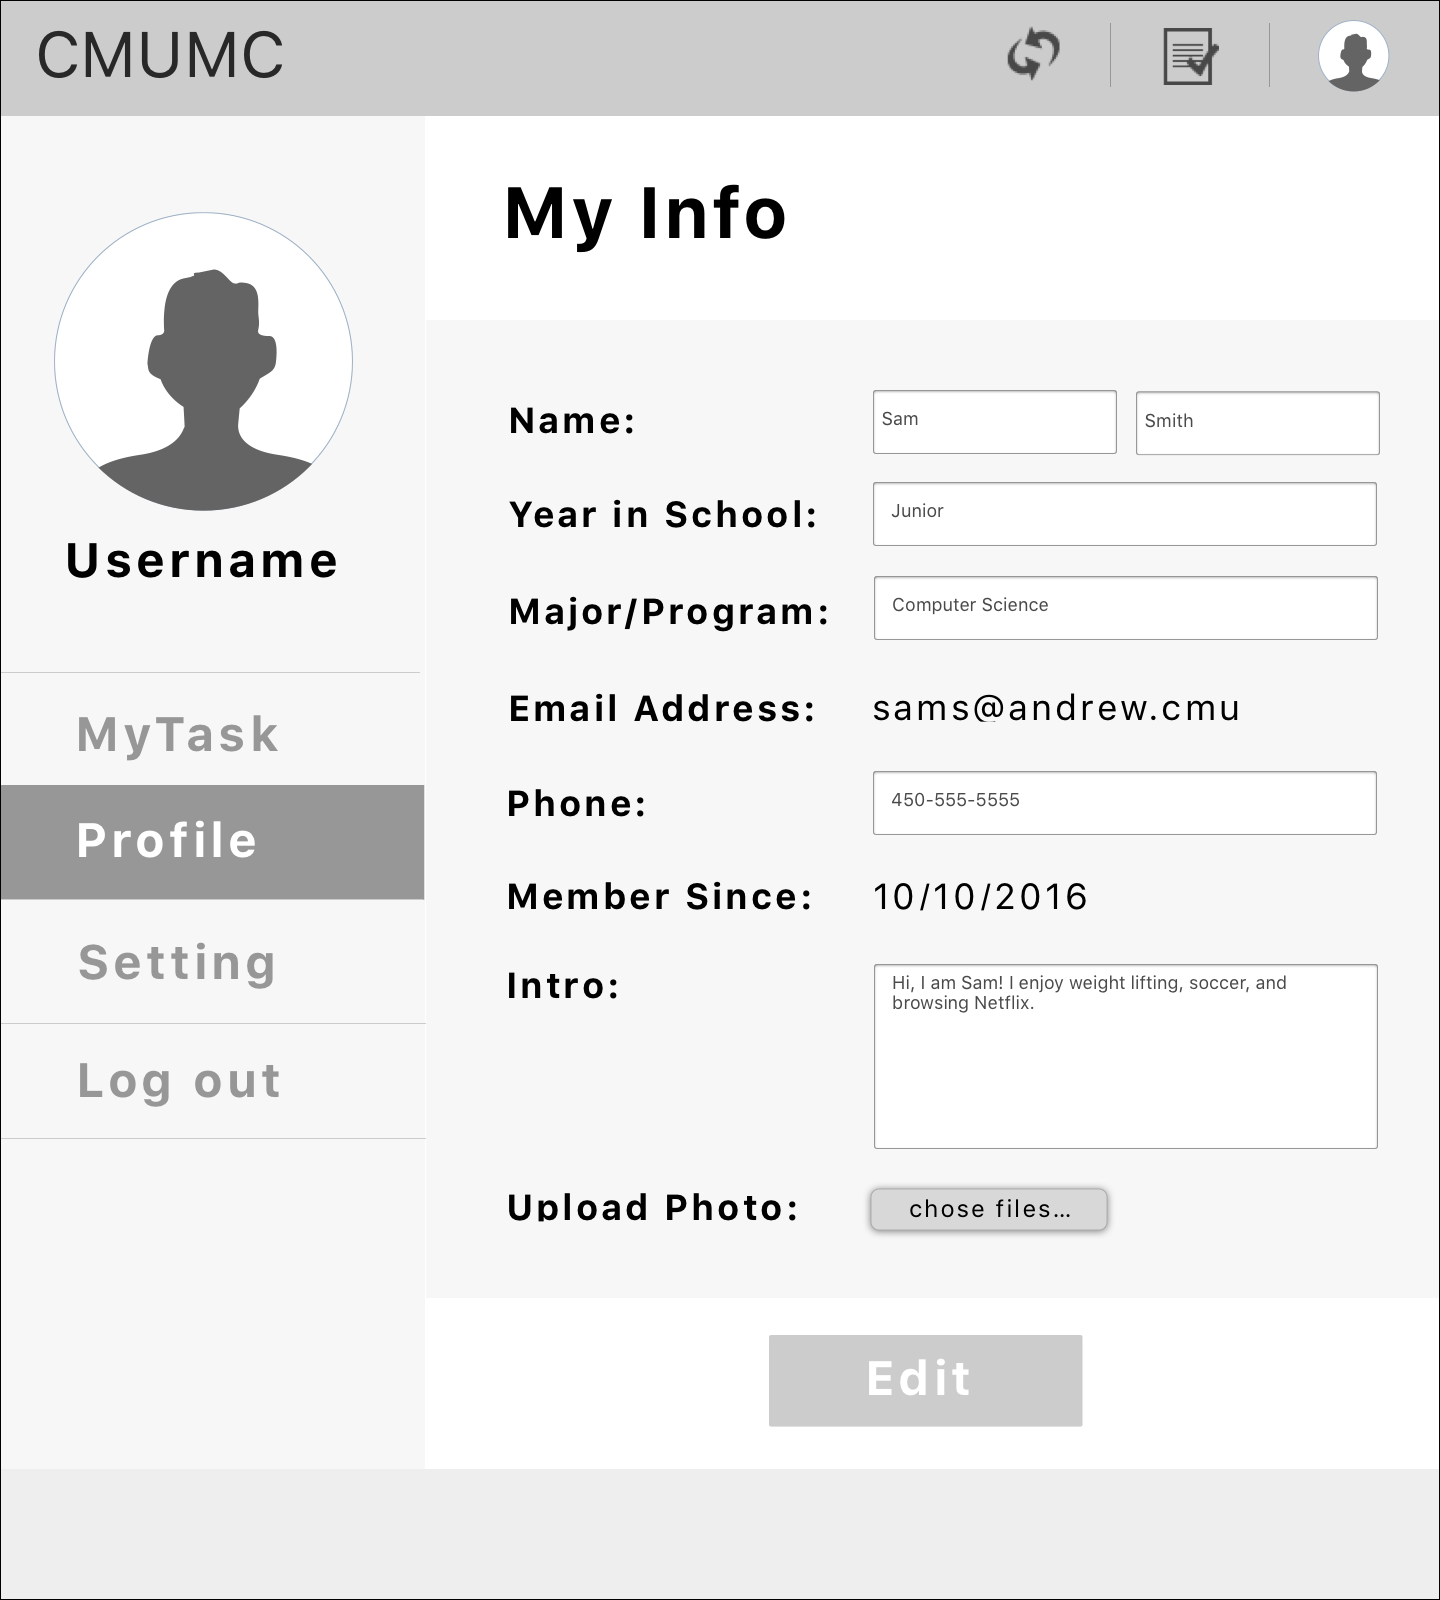 CMUMC
Username
MyTask
Profile
Setting
Log out
My Info
Name: Sam Smith
Year in School: Junior
Major/Program: Computer Science
Email Address: sams@andrew.cmu
Phone: 450-555-5555
Member Since: 10/10/2016
Intro: Hi, I am Sam! I enjoy weight lifting, soccer, and
browsing Netflix.
Upload Photo: chose files...
Edit